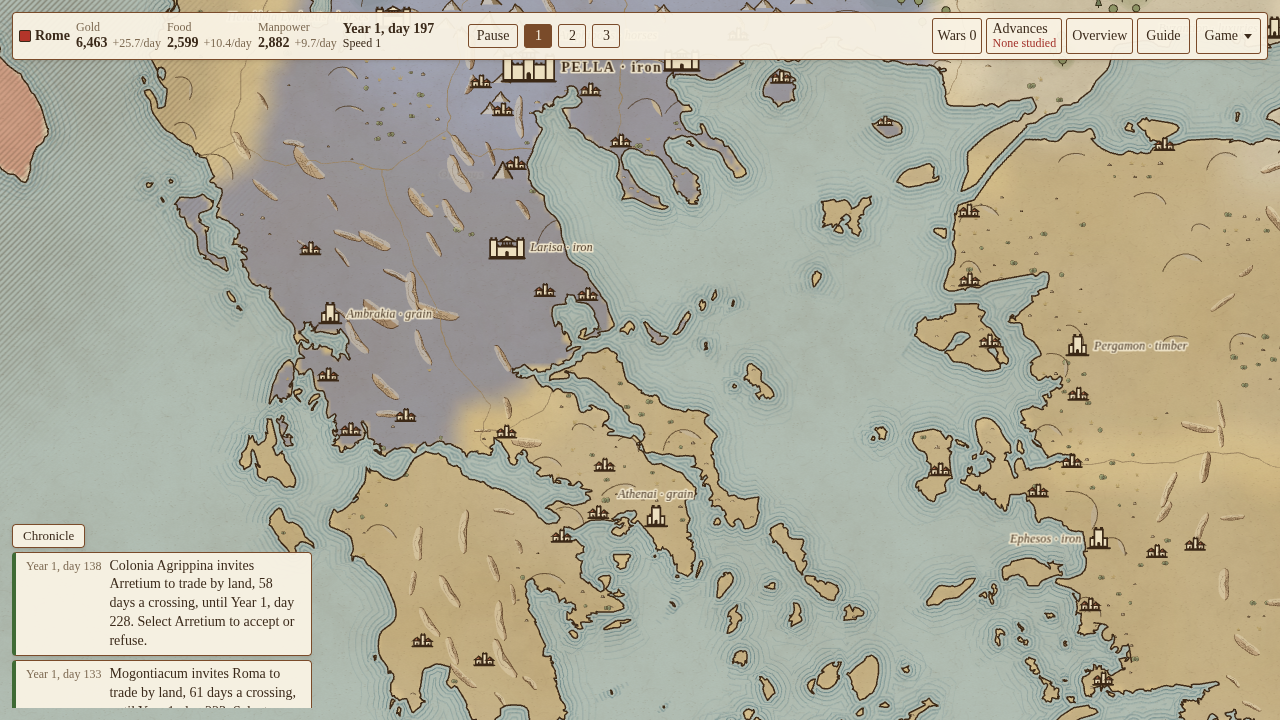 Rome
Gold
6,463 +25.7/day
Food
2,599 +10.4/day
Manpower
2,882 +9.7/day
Year 1, day 197
Speed 1
Pause
1
2
3
Wars 0
Advances
None studied
Overview
Guide
Game
PELLA · iron
Larisa · iron
Ambrakia · grain
Pergamon · timber
Athenai · grain
Ephesos · iron
Chronicle
Year 1, day 138 Colonia Agrippina invites
Arretium to trade by land, 58
days a crossing, until Year 1, day
228. Select Arretium to accept or
refuse.
Year 1, day 133 Mogontiacum invites Roma to
trade by land, 61 days a crossing,